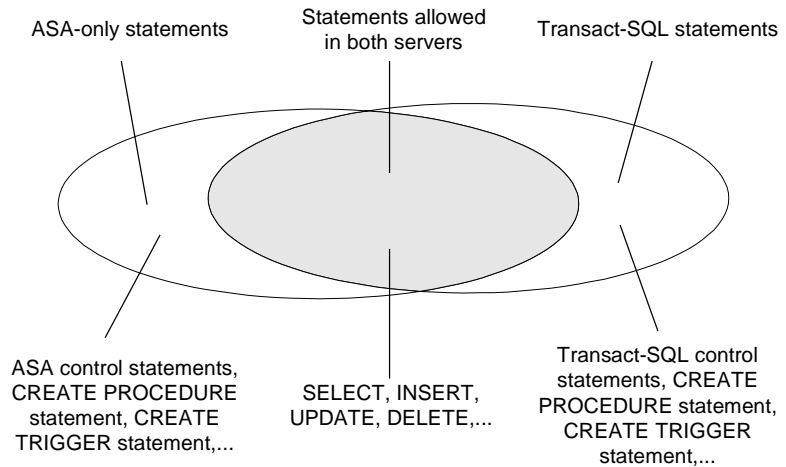 ASA-only statements
Statements allowed
in both servers
Transact-SQL statements
ASA control statements,
CREATE PROCEDURE
statement, CREATE
TRIGGER statement,...
SELECT, INSERT,
UPDATE, DELETE,...
Transact-SQL control
statements, CREATE
PROCEDURE statement,
CREATE TRIGGER
statement,...